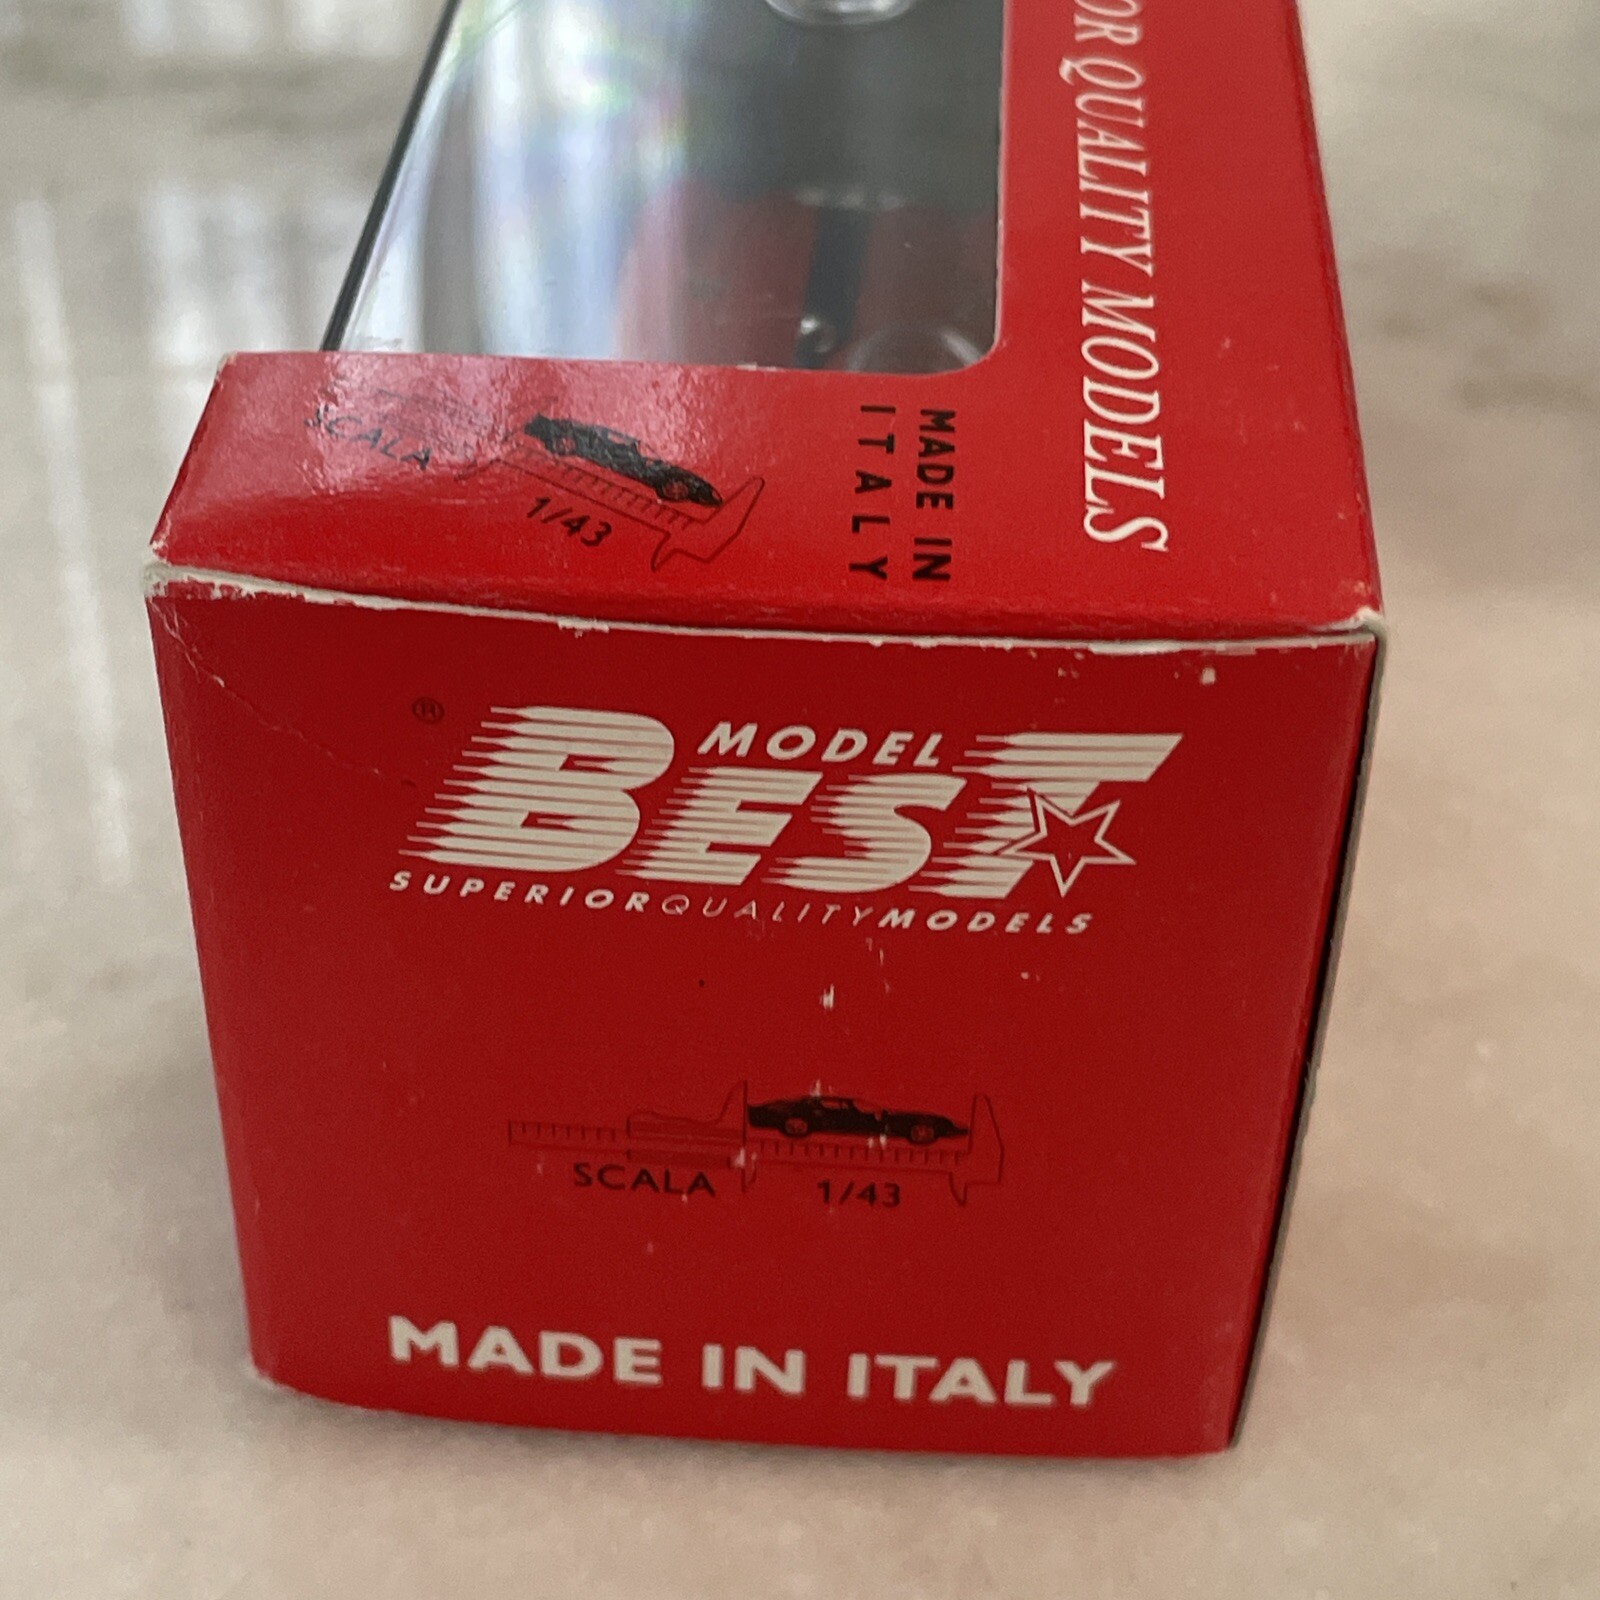 OR QUALITY MODELS
MADE IN
ITALY
SCALA
1/43
®
MODEL
BEST
SUPERIORQUALITYMODELS
SCALA 1/43
MADE IN ITALY